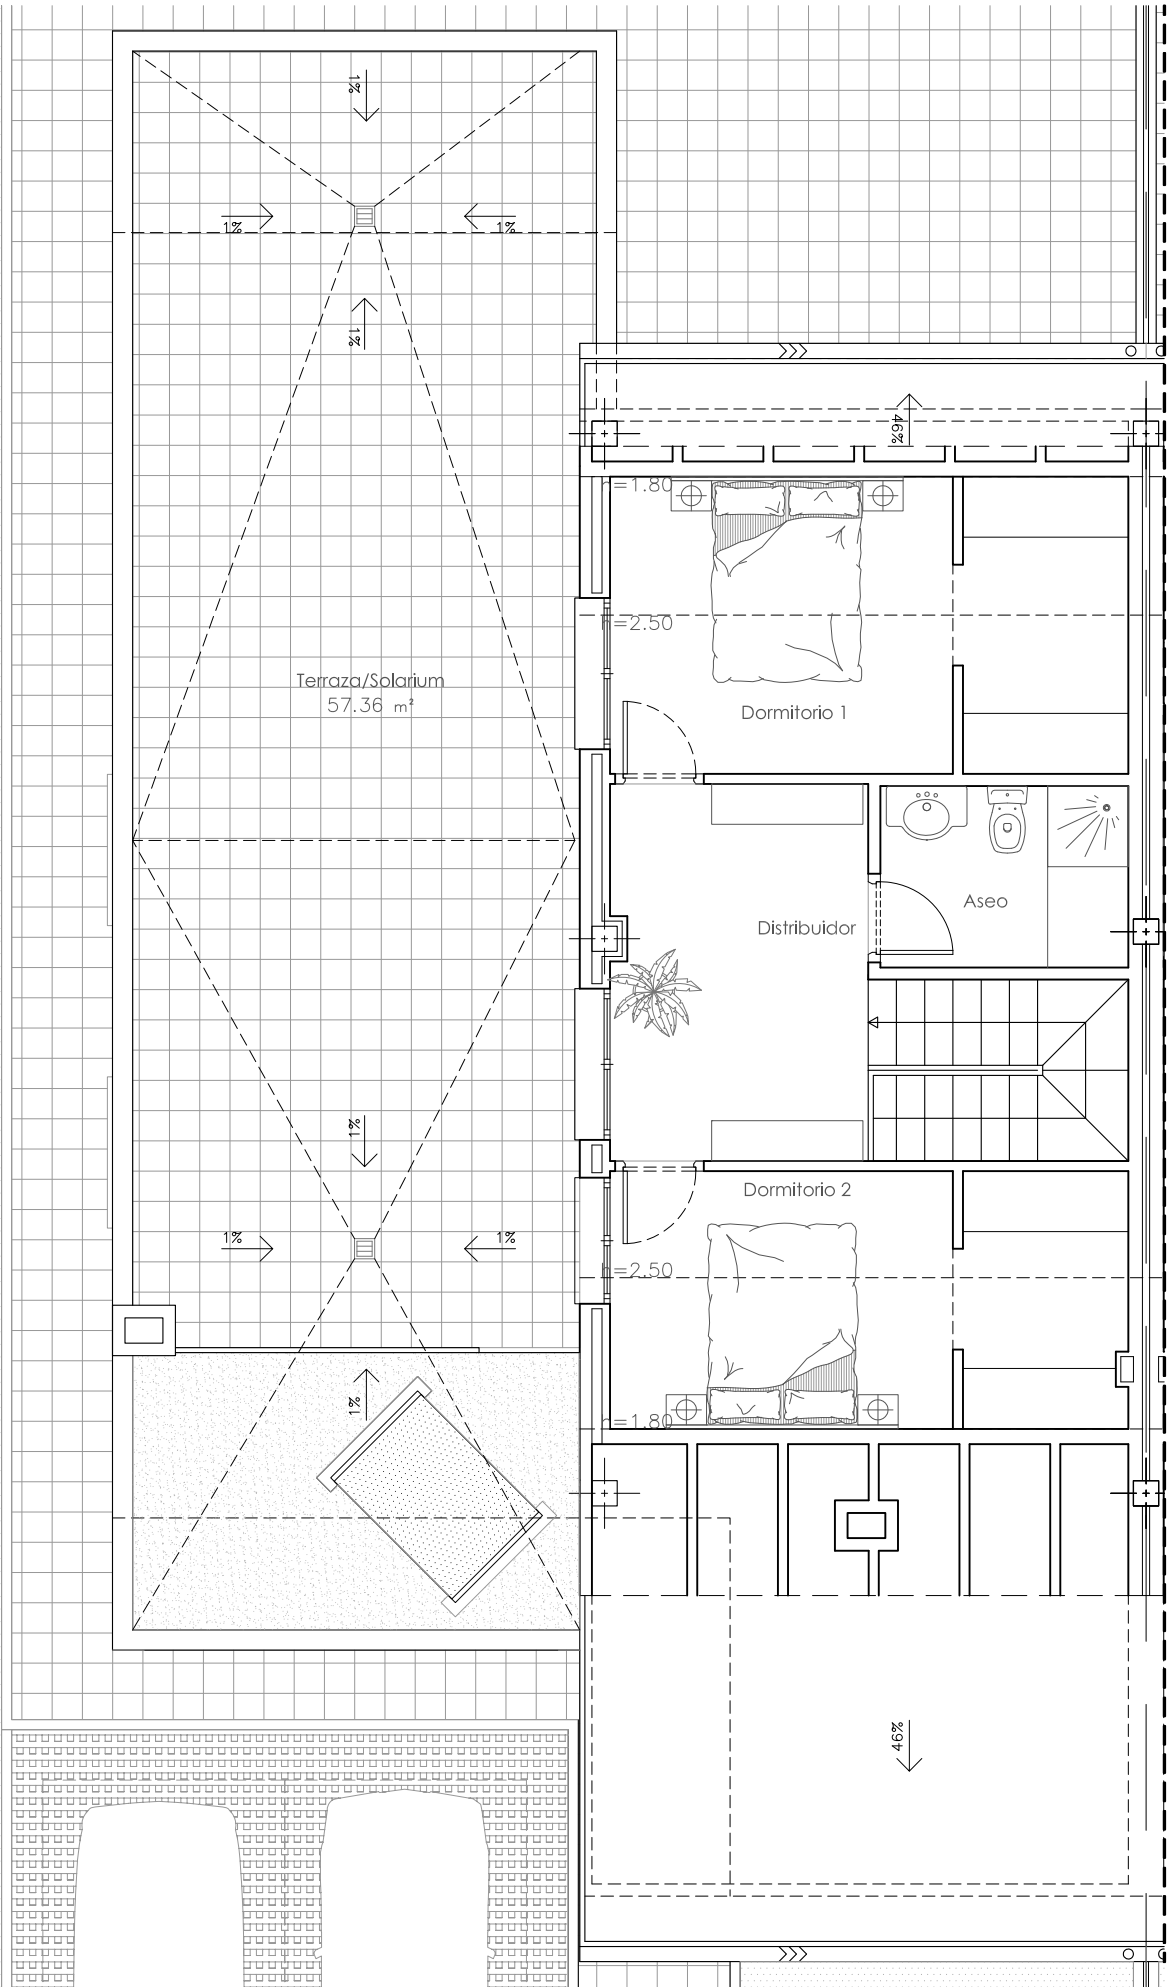 1%
1%
1%
1%
46%
h=1.80
h=2.50
Terraza/Solarium
57.36 m²
Dormitorio 1
Aseo
Distribuidor
1%
Dormitorio 2
1%
1%
h=2.50
1%
h=1.80
46%